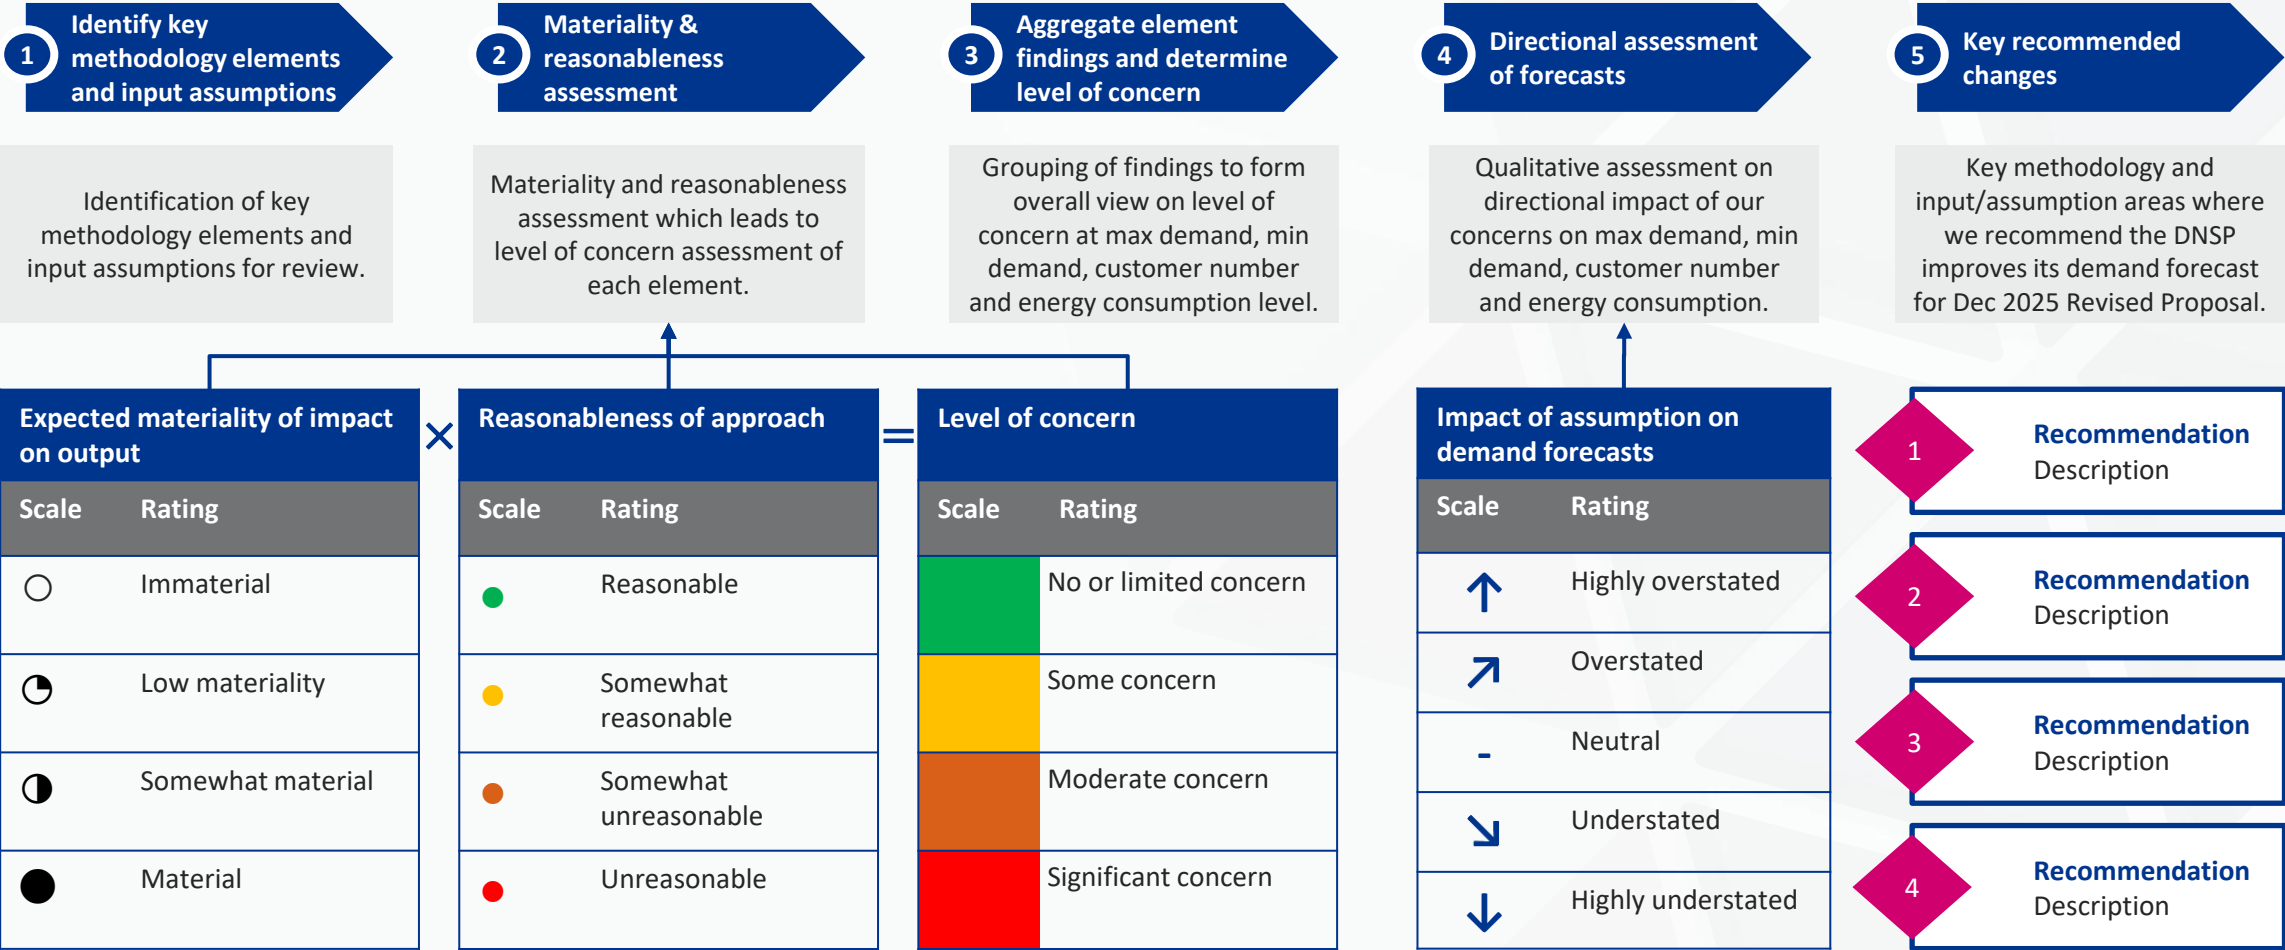 1
Identify key
methodology elements
and input assumptions
2
Materiality &
reasonableness
assessment
3
Aggregate element
findings and determine
level of concern
4
Directional assessment
of forecasts
5
Key recommended
changes
Identification of key
methodology elements and
input assumptions for review.
Materiality and reasonableness
assessment which leads to
level of concern assessment of
each element.
Grouping of findings to form
overall view on level of
concern at max demand, min
demand, customer number
and energy consumption level.
Qualitative assessment on
directional impact of our
concerns on max demand, min
demand, customer number
and energy consumption.
Key methodology and
input/assumption areas where
we recommend the DNSP
improves its demand forecast
for Dec 2025 Revised Proposal.
Expected materiality of impact
on output
Scale Rating
Immaterial
Low materiality
Somewhat material
Material
×
Reasonableness of approach
Scale Rating
Reasonable
Somewhat
reasonable
Somewhat
unreasonable
Unreasonable
=
Level of concern
Scale Rating
No or limited concern
Some concern
Moderate concern
Significant concern
Impact of assumption on
demand forecasts
Scale Rating
↑ Highly overstated
↗ Overstated
- Neutral
↘ Understated
↓ Highly understated
1
Recommendation
Description
2
Recommendation
Description
3
Recommendation
Description
4
Recommendation
Description